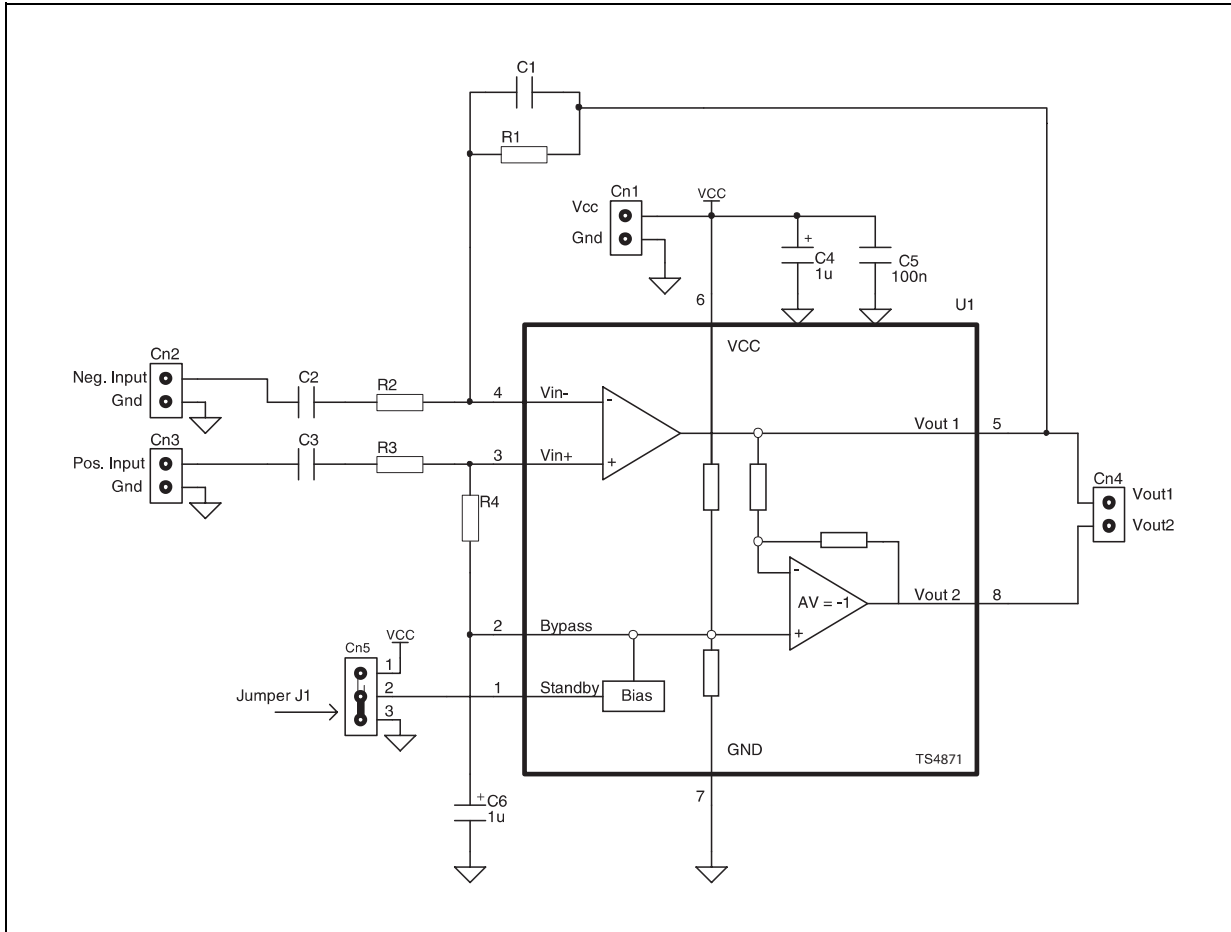 C1
R1
Cn1
VCC
Vcc
Gnd
+
C4
1u
C5
100n
6
U1
VCC
Cn2
Neg. Input
Gnd
C2
R2
4
Vin-
-
Vout 1
5
Cn3
Pos. Input
Gnd
C3
R3
3
Vin+
+
R4
Cn4
Vout1
Vout2
-
AV = -1
Vout 2
8
+
2
Bypass
Cn5
VCC
1
2
3
Jumper J1
1
Standby
Bias
GND
TS4871
7
+
C6
1u